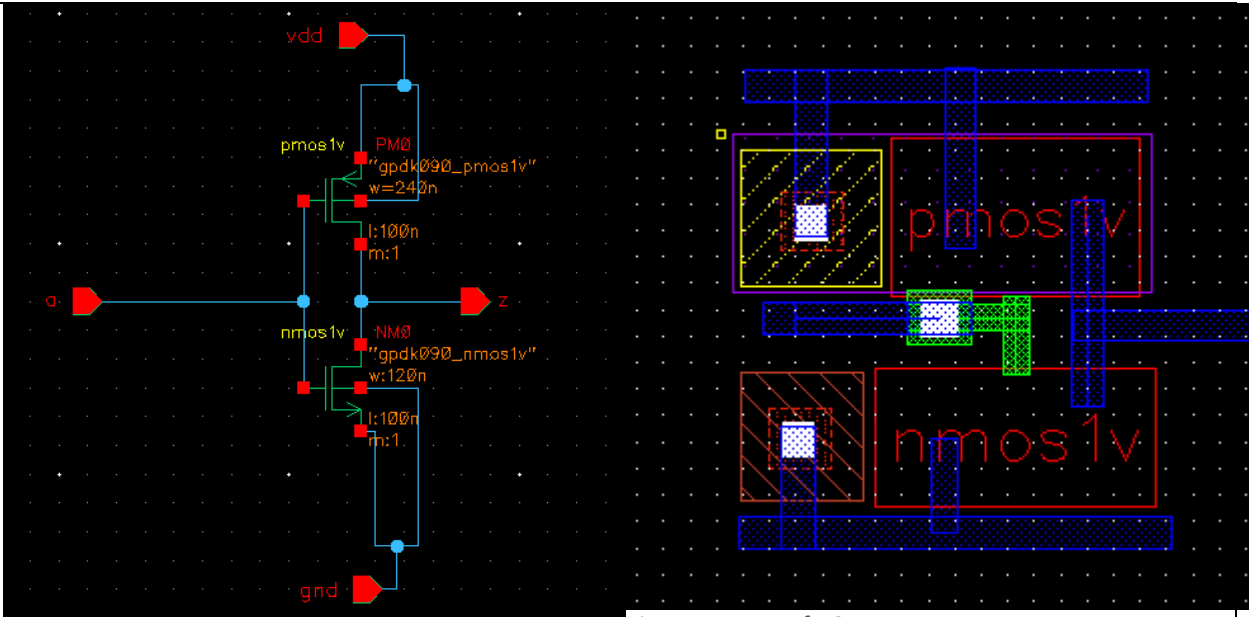 vdd
pmos1v PM0
"gpdk090_pmos1v"
w=240n
l:100n
m:1
a
z
nmos1v NM0
"gpdk090_nmos1v"
w:120n
l:100n
m:1
gnd
pmos1v
nmos1v